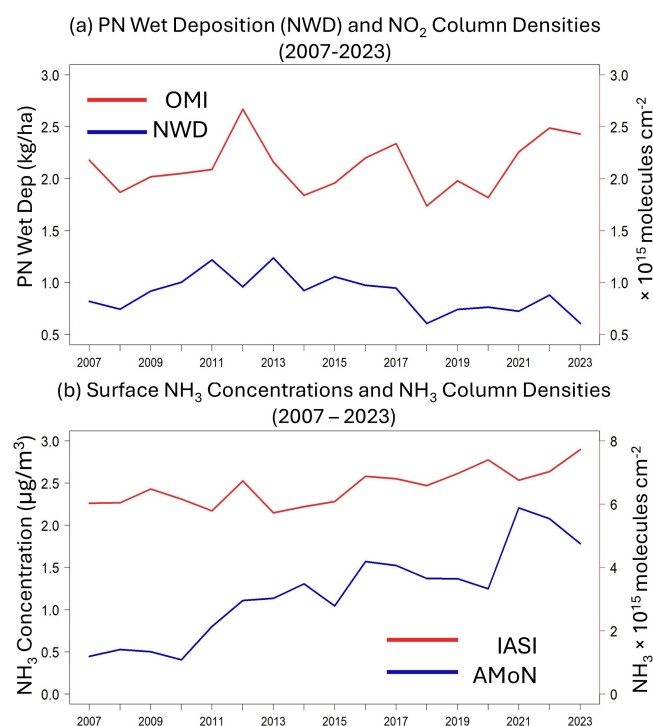 (a) PN Wet Deposition (NWD) and NO₂ Column Densities
(2007-2023)
PN Wet Dep (kg/ha)
3.0
2.5
2.0
1.5
1.0
0.5
OMI
NWD
3.0
2.5
2.0
1.5
1.0
0.5
× 10¹⁵ molecules cm⁻²
2007 2009 2011 2013 2015 2017 2019 2021 2023
(b) Surface NH₃ Concentrations and NH₃ Column Densities
(2007 – 2023)
NH₃ Concentration (µg/m³)
3.0
2.5
2.0
1.5
1.0
0.5
0.0
IASI
AMoN
8
6
4
2
0
NH₃ × 10¹⁵ molecules cm⁻²
2007 2009 2011 2013 2015 2017 2019 2021 2023